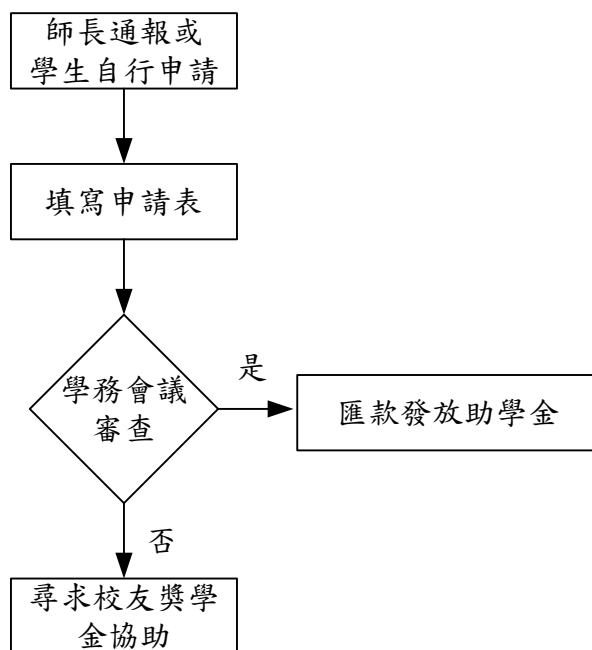 師長通報或
學生自行申請
填寫申請表
學務會議
審查
是
匯款發放助學金
否
尋求校友獎學
金協助